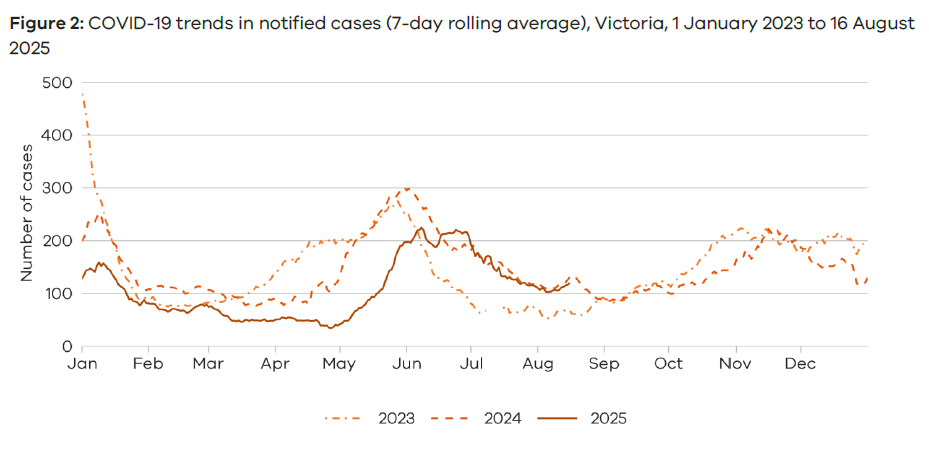 Figure 2: COVID-19 trends in notified cases (7-day rolling average), Victoria, 1 January 2023 to 16 August
2025
Number of cases
500
400
300
200
100
0
Jan Feb Mar Apr May Jun Jul Aug Sep Oct Nov Dec
2023 2024 2025